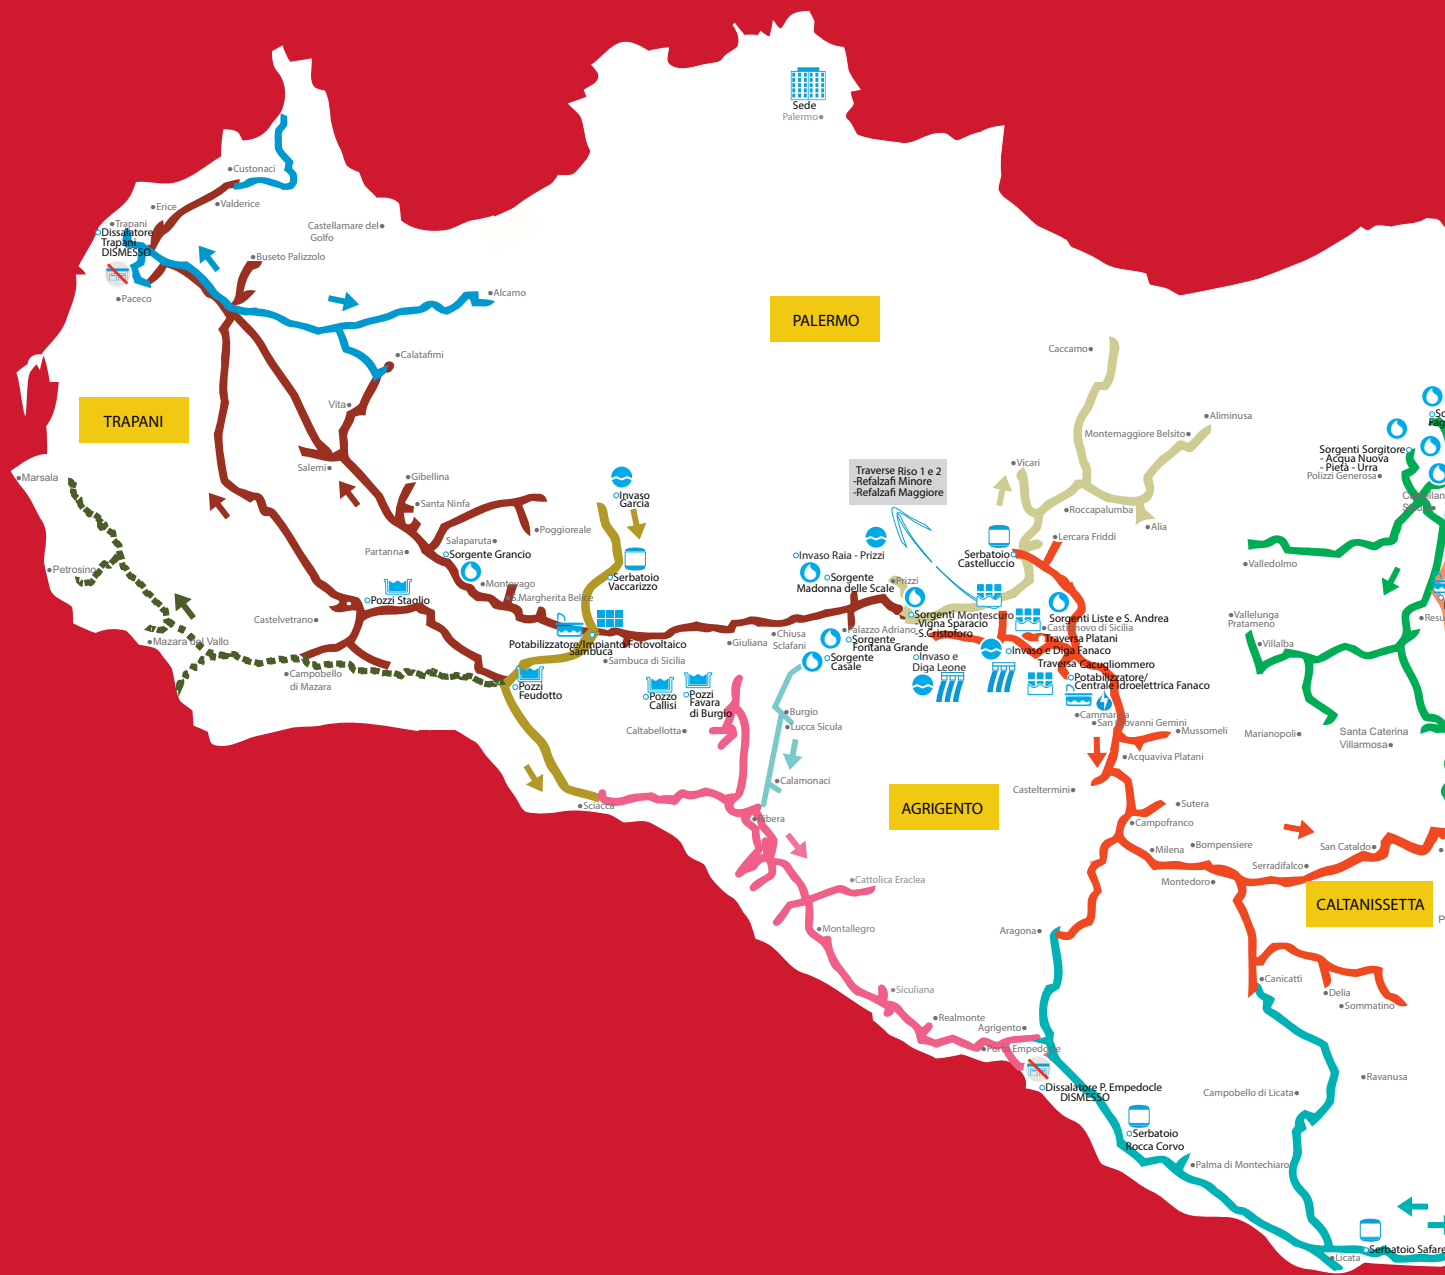 Sede
Palermo
Custonaci
Valderice
Erice
Trapani
Dissalatore
Trapani
DISMESSO
Castellamare del
Golfo
Buseto Palizzolo
Paceco
Alcamo
PALERMO
Calatafimi
Caccamo
TRAPANI
Vita
Aliminusa
Montemaggiore Belsito
Sorgenti Sorgitore
- Acqua Nuova
- Pietà - Urra
Polizzi Generosa
Marsala
Salemi
Gibellina
Santa Ninfa
Invaso
Garcia
Traverse Riso 1 e 2
-Refalzafi Minore
-Refalzafi Maggiore
Vicari
Roccapalumba
Alia
Poggioreale
Salaparuta
Partanna
Sorgente Grancio
Invaso Raia - Prizzi
Serbatoio
Castelluccio
Lercara Friddi
Valledolmo
Petrosino
Montevago
Serbatoio
Vaccarizzo
Sorgente
Madonna delle Scale
Prizzi
Pozzi Staglio
S.Margherita Belice
Castelvetrano
Sorgenti Montescuro
Vigna Sparacio
-S.Cristoforo
Sorgenti Liste e S. Andrea
Castronovo di Sicilia
Traversa Platani
Vallelunga
Pratameno
Villalba
Mazara del Vallo
Potabilizzatore/Impianto Fotovoltaico
Sambuca
Sambuca di Sicilia
Giuliana
Chiusa
Sclafani
Palazzo Adriano
Sorgente
Fontana Grande
Sorgente
Casale
Invaso e
Diga Leone
Invaso e Diga Fanaco
Traversa Cacugliommero
Potabilizzatore/
Centrale Idroelettrica Fanaco
Campobello
di Mazara
Pozzi
Feudotto
Pozzo
Callisi
Pozzi
Favara
di Burgio
Caltabellotta
Burgio
Lucca Sicula
Cammarata
San Giovanni Gemini
Mussomeli
Marianopoli
Santa Caterina
Villarmosa
Acquaviva Platani
Calamonaci
Casteltermini
Sciacca
Ribera
AGRIGENTO
Sutera
Campofranco
Milena
Bompensiere
San Cataldo
Serradifalco
Montedoro
CALTANISSETTA
Cattolica Eraclea
Montallegro
Aragona
Canicattì
Delia
Sommatino
Siculiana
Realmonte
Agrigento
Porto Empedocle
Dissalatore P. Empedocle
DISMESSO
Ravanusa
Campobello di Licata
Serbatoio
Rocca Corvo
Palma di Montechiaro
Serbatoio Safare
Licata